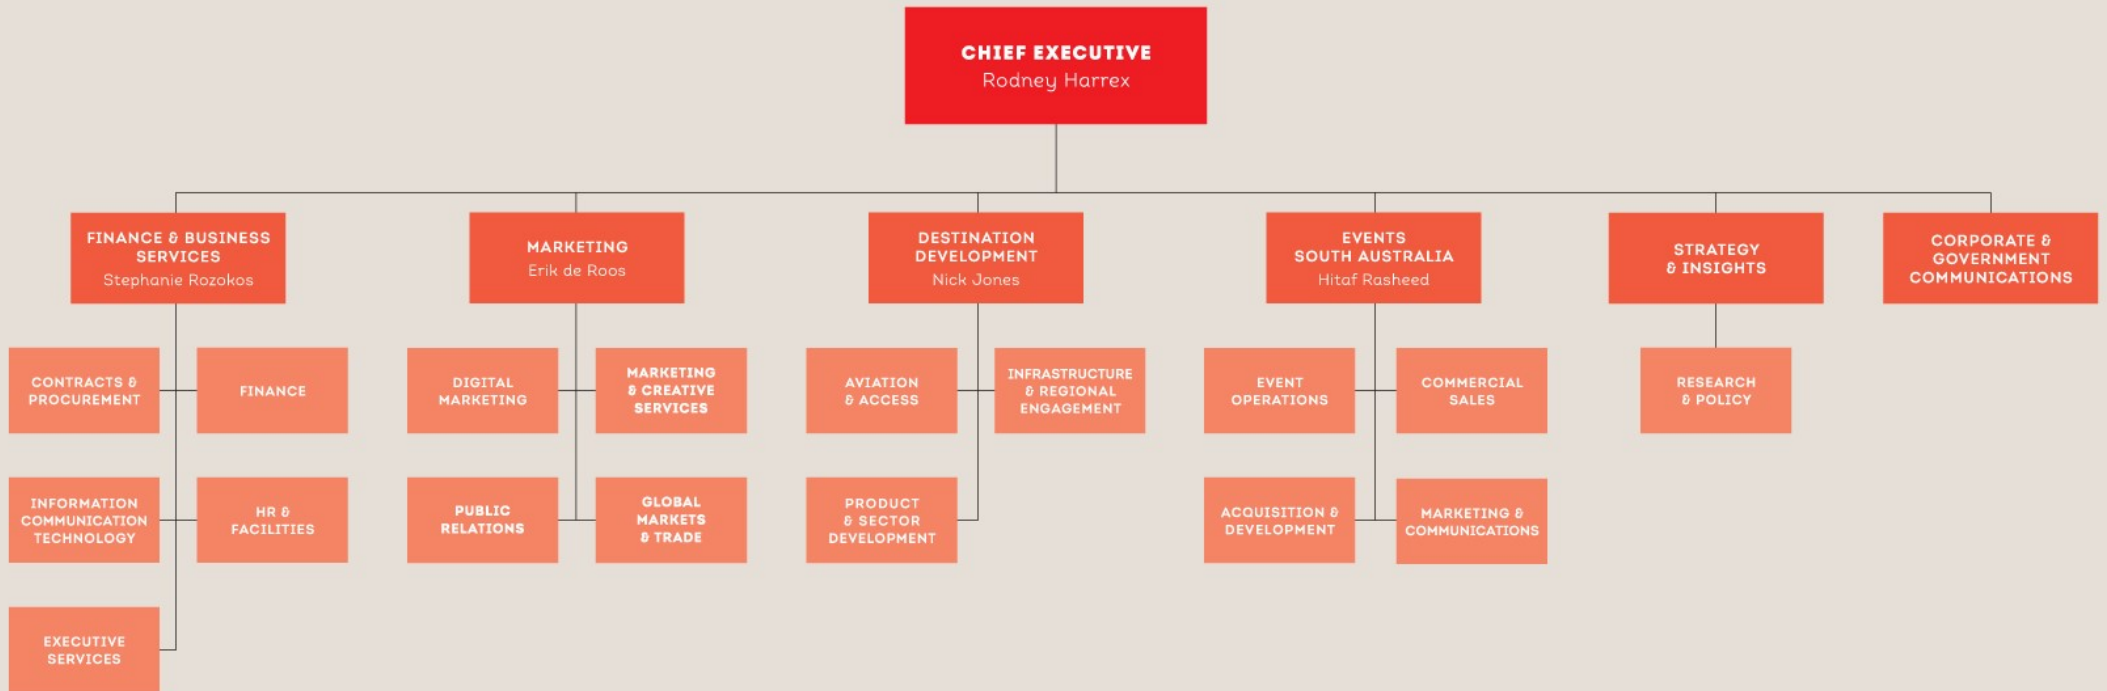 CHIEF EXECUTIVE
Rodney Harrex
FINANCE & BUSINESS
SERVICES
Stephanie Rozokos
MARKETING
Erik de Roos
DESTINATION
DEVELOPMENT
Nick Jones
EVENTS
SOUTH AUSTRALIA
Hitaf Rasheed
STRATEGY
& INSIGHTS
CORPORATE &
GOVERNMENT
COMMUNICATIONS
CONTRACTS &
PROCUREMENT
FINANCE
DIGITAL
MARKETING
MARKETING
& CREATIVE
SERVICES
AVIATION
& ACCESS
INFRASTRUCTURE
& REGIONAL
ENGAGEMENT
EVENT
OPERATIONS
COMMERCIAL
SALES
RESEARCH
& POLICY
INFORMATION
COMMUNICATION
TECHNOLOGY
HR &
FACILITIES
PUBLIC
RELATIONS
GLOBAL
MARKETS
& TRADE
PRODUCT
& SECTOR
DEVELOPMENT
ACQUISITION &
DEVELOPMENT
MARKETING &
COMMUNICATIONS
EXECUTIVE
SERVICES